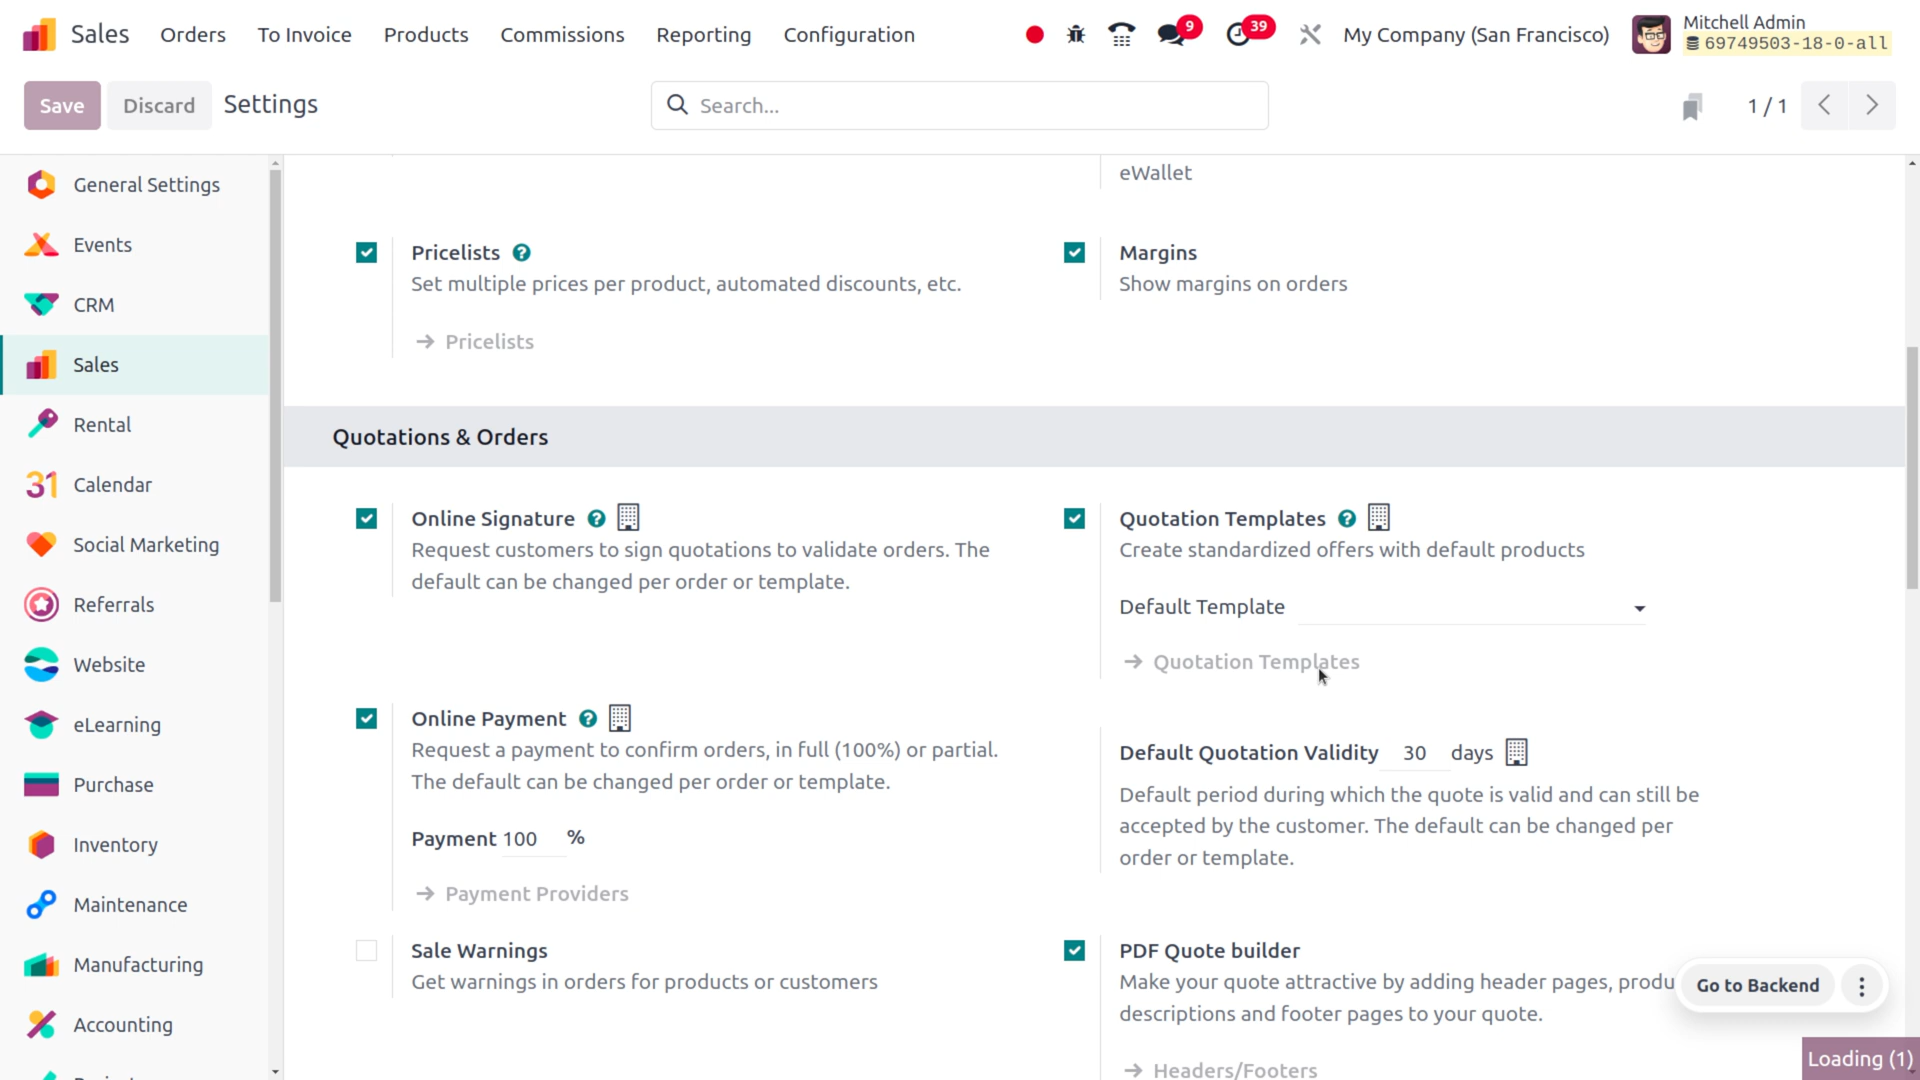 Sales
Orders
To Invoice
Products
Commissions
Reporting
Configuration
9
39
My Company (San Francisco)
Mitchell Admin
69749503-18-0-all
Save
Discard
Settings
Search...
1 / 1
General Settings
Events
CRM
Sales
Rental
31
Calendar
Social Marketing
Referrals
Website
eLearning
Purchase
Inventory
Maintenance
Manufacturing
Accounting
eWallet
Pricelists ?
Set multiple prices per product, automated discounts, etc.
Pricelists
Margins
Show margins on orders
Quotations & Orders
Online Signature ?
Request customers to sign quotations to validate orders. The
default can be changed per order or template.
Quotation Templates ?
Create standardized offers with default products
Default Template
Quotation Templates
Online Payment ?
Request a payment to confirm orders, in full (100%) or partial.
The default can be changed per order or template.
Payment 100 %
Payment Providers
Default Quotation Validity 30 days
Default period during which the quote is valid and can still be
accepted by the customer. The default can be changed per
order or template.
Sale Warnings
Get warnings in orders for products or customers
PDF Quote builder
Make your quote attractive by adding header pages, produ
descriptions and footer pages to your quote.
Headers/Footers
Go to Backend
Loading (1)